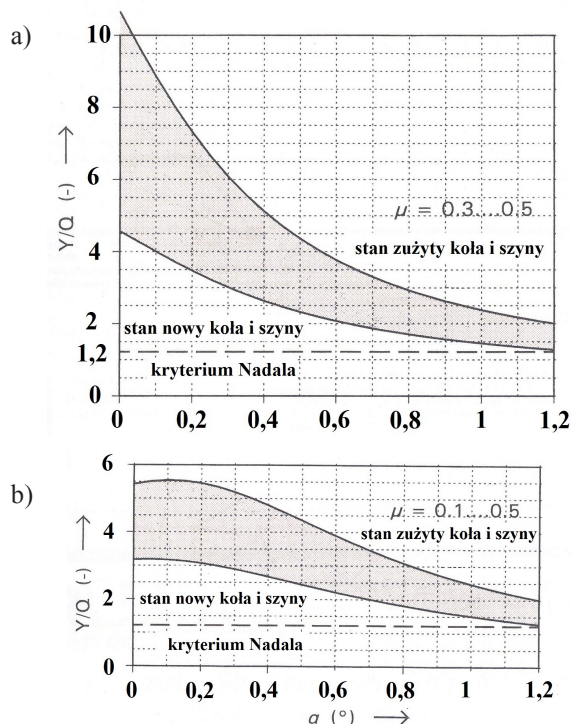 a)
10
8
6
4
2
1,2
0
Y/Q (-)
μ = 0.3....0.5
stan zużyty koła i szyny
stan nowy koła i szyny
kryterium Nadala
0 0,2 0,4 0,6 0,8 1 1,2
b)
6
4
2
0
Y/Q (-)
μ = 0.1....0.5
stan zużyty koła i szyny
stan nowy koła i szyny
kryterium Nadala
0 0,2 0,4 0,6 0,8 1 1,2
α (°)